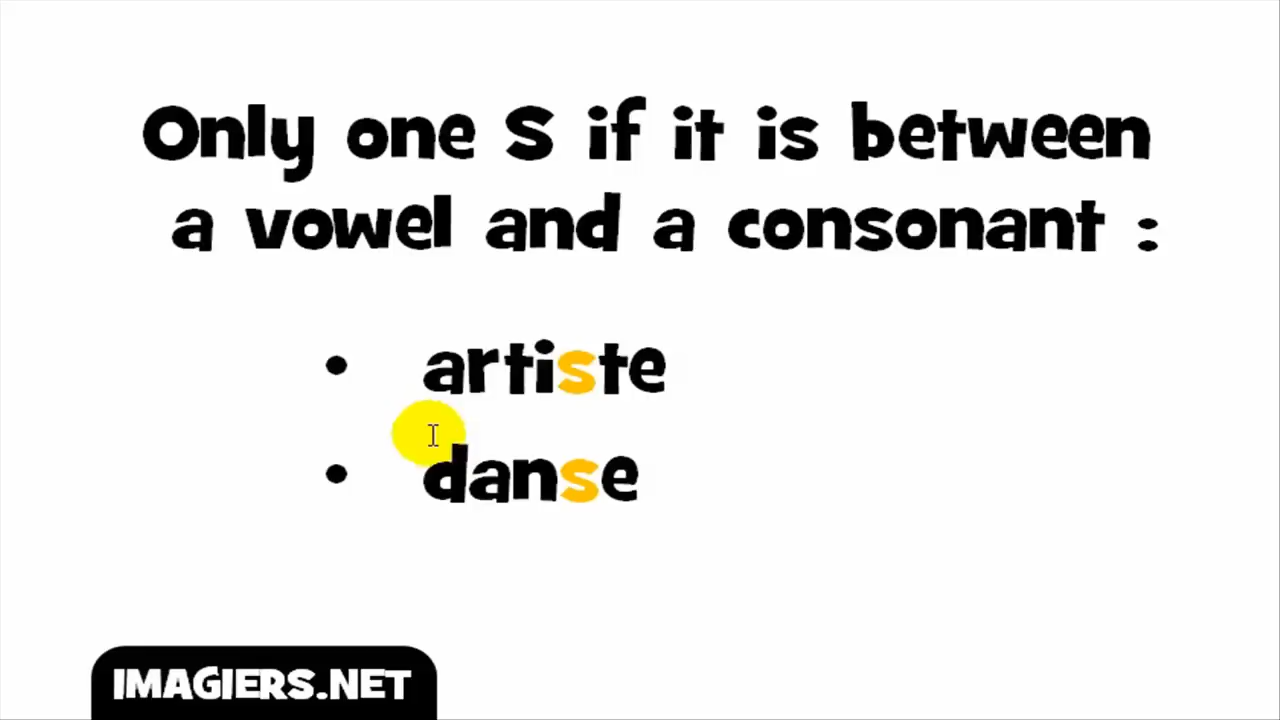 Only one S if it is between
a vowel and a consonant :
• artiste
• danse
IMAGIERS.NET